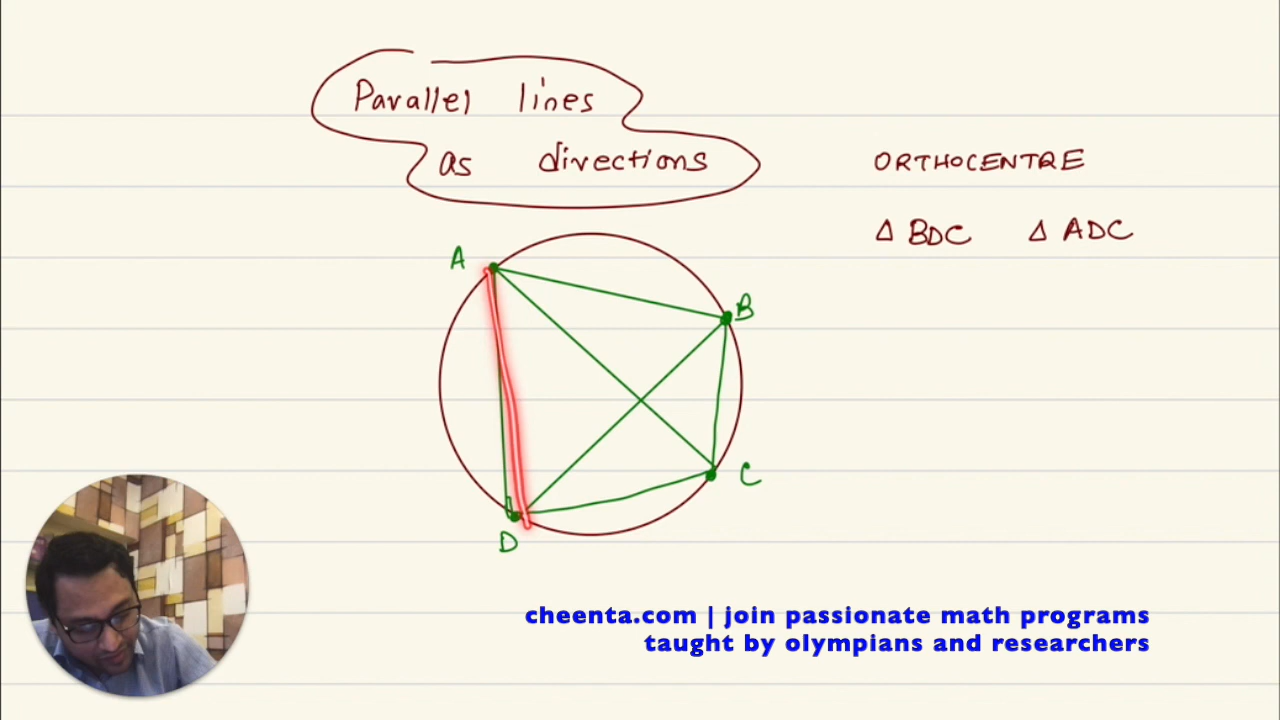 Parallel lines
as directions
ORTHOCENTRE
Δ BDC Δ ADC
A
B
C
D
cheenta.com | join passionate math programs
taught by olympians and researchers